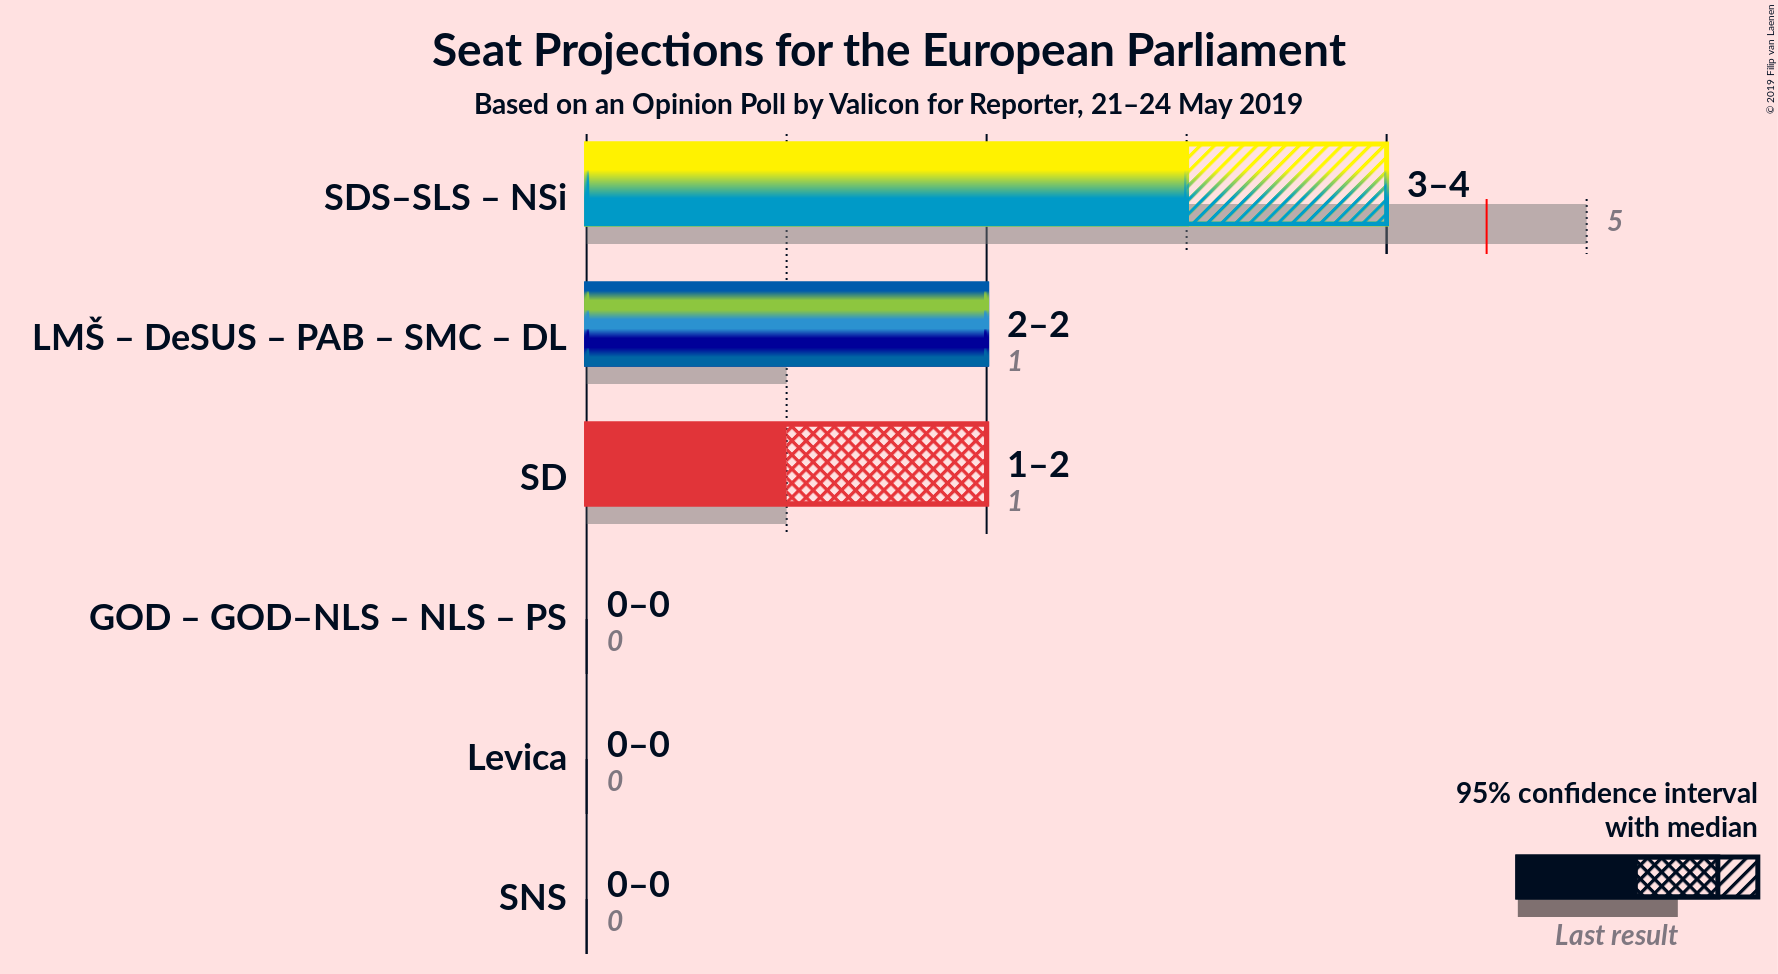 Seat Projections for the European Parliament
Based on an Opinion Poll by Valicon for Reporter, 21–24 May 2019
© 2019 Filip van Laenen
SDS–SLS – NSi
3–4
5
LMŠ – DeSUS – PAB – SMC – DL
2–2
1
SD
1–2
1
GOD – GOD–NLS – NLS – PS
0–0
0
Levica
0–0
0
SNS
0–0
0
95% confidence interval
with median
Last result